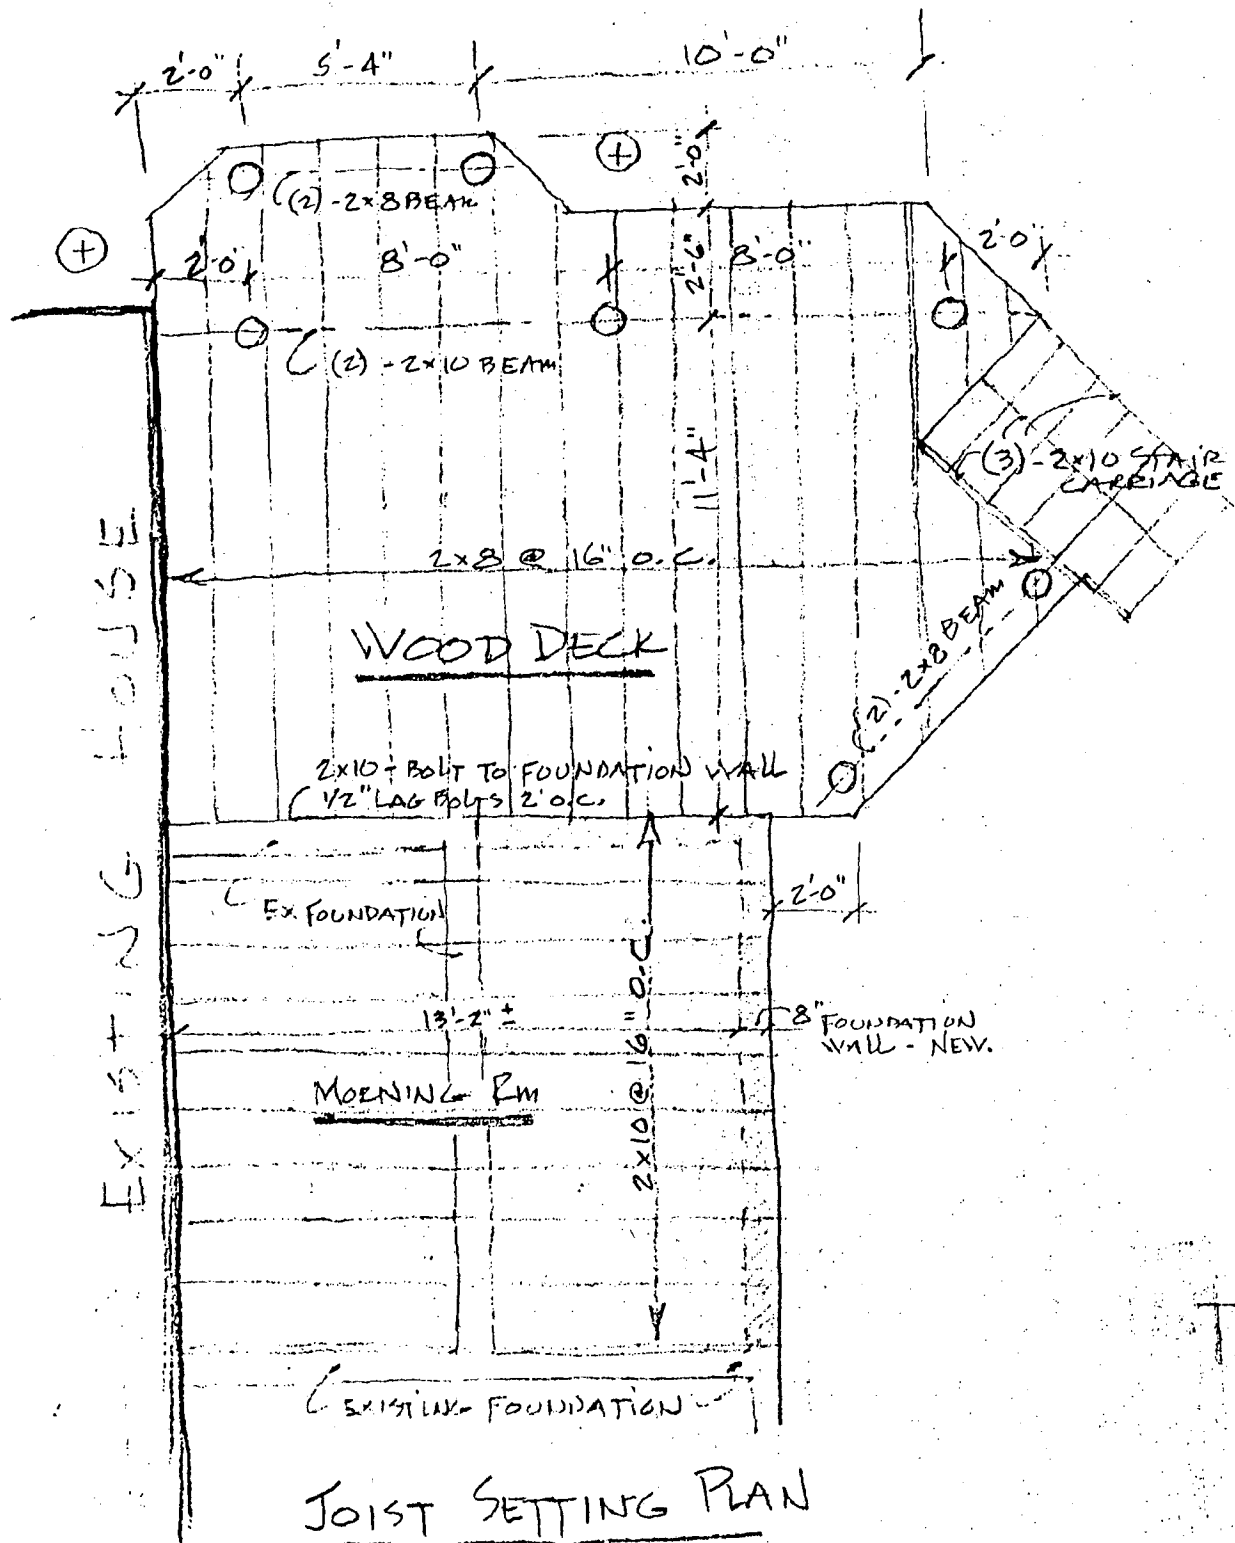 2'-0" 5'-4" 10'-0"
(2)-2x8 BEAM
2'-0"
2'-0" 8'-0" 2'-6" 8'-0" 2'-0"
(2) - 2x10 BEAM
11'-4"
(3)-2x10 STAIR
CARRIAGE
2x8 @ 16" O.C.
WOOD DECK
(2)-2x8 BEAM
2x10 - BOLT TO FOUNDATION WALL
1/2" LAG BOLTS 2' O.C.
EXISTING HOUSE
EX FOUNDATION
2'-0"
13'-2" ±
2x10 @ 16" O.C.
8" FOUNDATION
WALL - NEW.
MORNING RM
EXISTING FOUNDATION
JOIST SETTING PLAN